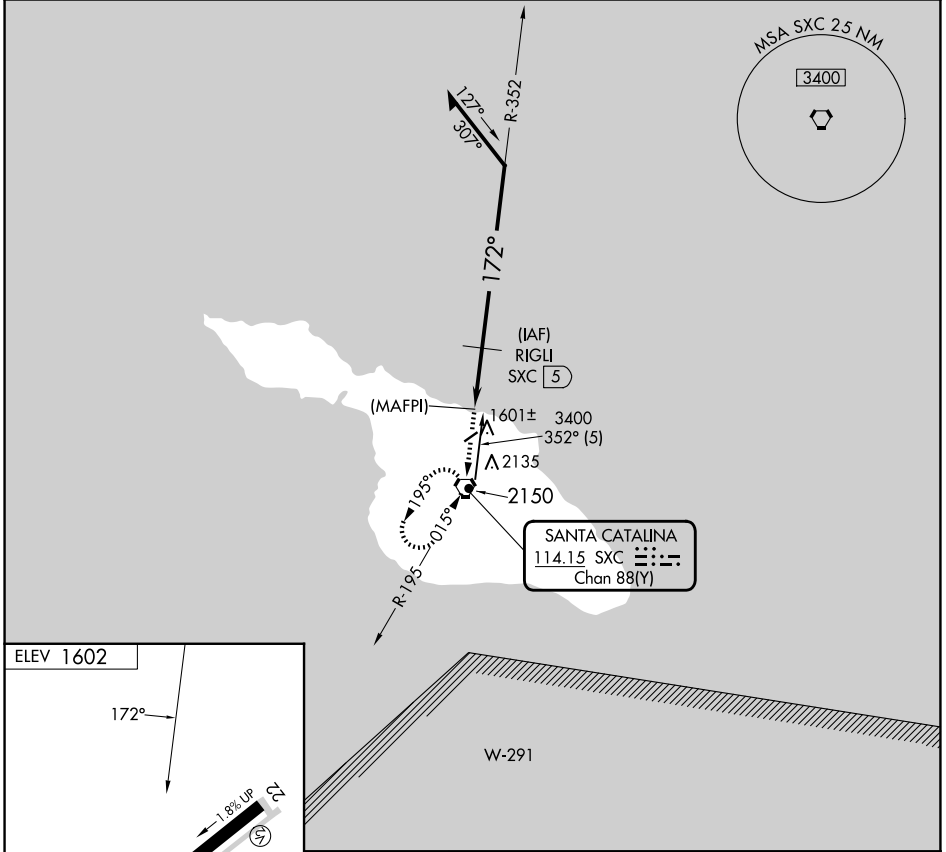 MSA SXC 25 NM
3400
R-352
127°
307°
172°
(IAF)
RIGLI
SXC 5
(MAFPI)
1601± 3400
352° (5)
2135
2150
195°
015°
R-195
SANTA CATALINA
114.15 SXC
Chan 88(Y)
ELEV 1602
172°
W-291
1.8% UP
22